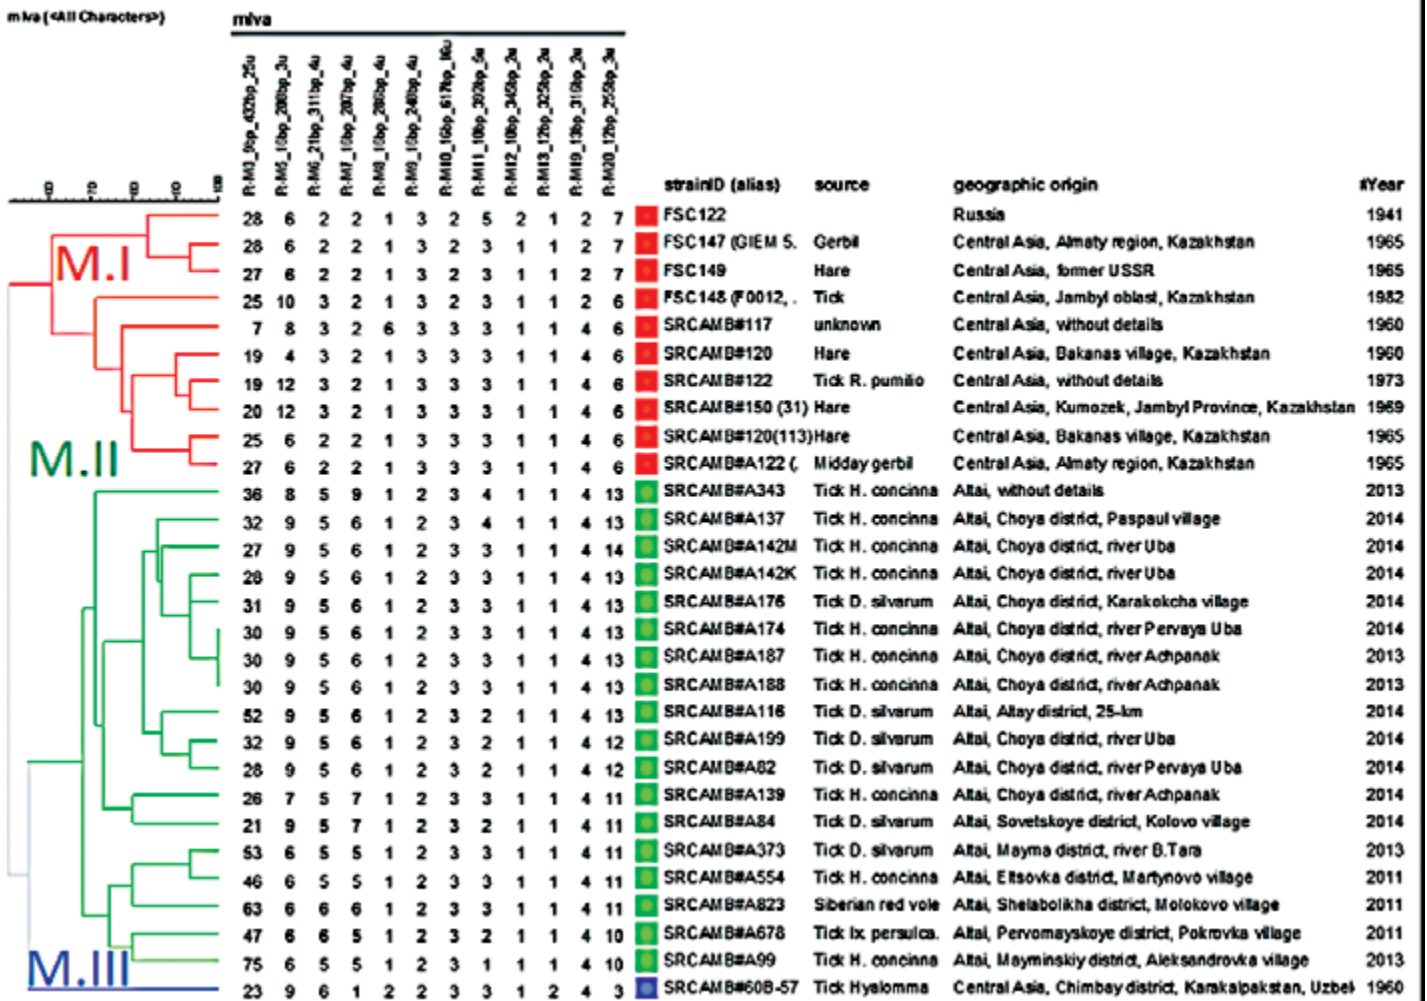 mlva (<All Characters>)
mlva
R-M3_9bp_432bp_25u
R-M5_16bp_208bp_3u
R-M6_21bp_311bp_4u
R-M7_16bp_207bp_4u
R-M9_16bp_248bp_4u
R-M10_16bp_617bp_16u
R-M11_10bp_392bp_5u
R-M12_10bp_345bp_2u
R-M13_12bp_325bp_2u
R-M19_13bp_316bp_2u
R-M20_12bp_255bp_3u
100
strainID (alias) source geographic origin #Year
28 6 2 2 1 3 2 5 2 1 2 7 FSC122 Russia 1941
28 6 2 2 1 3 2 3 1 1 2 7 FSC147 (GIEM 5. Gerbil Central Asia, Almaty region, Kazakhstan 1965
M.I
27 6 2 2 1 3 2 3 1 1 2 7 FSC149 Hare Central Asia, former USSR 1965
25 10 3 2 1 3 2 3 1 1 2 6 FSC148 (F0012, . Tick Central Asia, Jambyl oblast, Kazakhstan 1982
7 8 3 2 6 3 3 3 1 1 4 6 SRCAMB#117 unknown Central Asia, without details 1960
19 4 3 2 1 3 3 3 1 1 4 6 SRCAMB#120 Hare Central Asia, Bakanas village, Kazakhstan 1960
19 12 3 2 1 3 3 3 1 1 4 6 SRCAMB#122 Tick R. pumilio Central Asia, without details 1973
20 12 3 2 1 3 3 3 1 1 4 6 SRCAMB#150 (31) Hare Central Asia, Kumozek, Jambyl Province, Kazakhstan 1969
25 6 2 2 1 3 3 3 1 1 4 6 SRCAMB#120(113) Hare Central Asia, Bakanas village, Kazakhstan 1965
M.II
27 6 2 2 1 3 3 3 1 1 4 6 SRCAMB#A122 (. Midday gerbil Central Asia, Almaty region, Kazakhstan 1965
36 8 5 9 1 2 3 4 1 1 4 13 SRCAMB#A343 Tick H. concinna Altai, without details 2013
32 9 5 6 1 2 3 4 1 1 4 13 SRCAMB#A137 Tick H. concinna Altai, Choya district, Paspaul village 2014
27 9 5 6 1 2 3 3 1 1 4 14 SRCAMB#A142M Tick H. concinna Altai, Choya district, river Uba 2014
28 9 5 6 1 2 3 3 1 1 4 13 SRCAMB#A142K Tick H. concinna Altai, Choya district, river Uba 2014
31 9 5 6 1 2 3 3 1 1 4 13 SRCAMB#A176 Tick D. silvarum Altai, Choya district, Karakokcha village 2014
30 9 5 6 1 2 3 3 1 1 4 13 SRCAMB#A174 Tick H. concinna Altai, Choya district, river Pervaya Uba 2014
30 9 5 6 1 2 3 3 1 1 4 13 SRCAMB#A187 Tick H. concinna Altai, Choya district, river Achpanak 2013
30 9 5 6 1 2 3 3 1 1 4 13 SRCAMB#A188 Tick H. concinna Altai, Choya district, river Achpanak 2013
52 9 5 6 1 2 3 2 1 1 4 13 SRCAMB#A116 Tick D. silvarum Altai, Altay district, 25-km 2014
32 9 5 6 1 2 3 2 1 1 4 12 SRCAMB#A199 Tick D. silvarum Altai, Choya district, river Uba 2014
28 9 5 6 1 2 3 2 1 1 4 12 SRCAMB#A82 Tick D. silvarum Altai, Choya district, river Pervaya Uba 2014
26 7 5 7 1 2 3 3 1 1 4 11 SRCAMB#A139 Tick H. concinna Altai, Choya district, river Achpanak 2014
21 9 5 7 1 2 3 2 1 1 4 11 SRCAMB#A84 Tick D. silvarum Altai, Sovetskoye district, Kolovo village 2014
53 6 5 5 1 2 3 3 1 1 4 11 SRCAMB#A373 Tick D. silvarum Altai, Mayma district, river B.Tara 2013
46 6 5 5 1 2 3 3 1 1 4 11 SRCAMB#A554 Tick H. concinna Altai, Eltsovka district, Martynovo village 2011
63 6 6 6 1 2 3 3 1 1 4 11 SRCAMB#A823 Siberian red vole Altai, Shelabolikha district, Molokovo village 2011
47 6 6 5 1 2 3 2 1 1 4 10 SRCAMB#A678 Tick Ix. persulca. Altai, Pervomayskoye district, Pokrovka village 2011
75 6 5 5 1 2 3 1 1 1 4 10 SRCAMB#A99 Tick H. concinna Altai, Mayminskiy district, Aleksandrovka village 2013
M.III
23 9 6 1 2 2 3 3 1 2 4 3 SRCAMB#60B-57 Tick Hyalomma Central Asia, Chimbay district, Karakalpakstan, Uzbek 1960